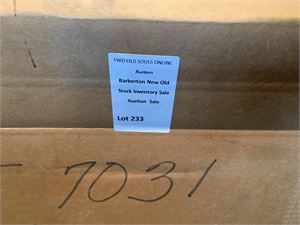 TWO OLD SOULS ONLINE
Auctions
Barberton New Old
Stock Inventory Sale
Auction Sale
Lot 233
7031